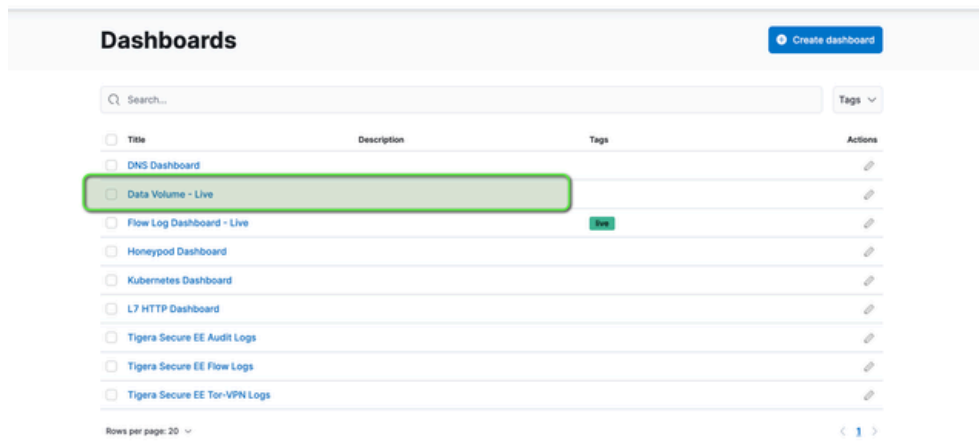 Dashboards
Create dashboard
Search...
Tags
Title Description Tags Actions
DNS Dashboard
Data Volume - Live
Flow Log Dashboard - Live live
Honeypod Dashboard
Kubernetes Dashboard
L7 HTTP Dashboard
Tigera Secure EE Audit Logs
Tigera Secure EE Flow Logs
Tigera Secure EE Tor-VPN Logs
Rows per page: 20 1